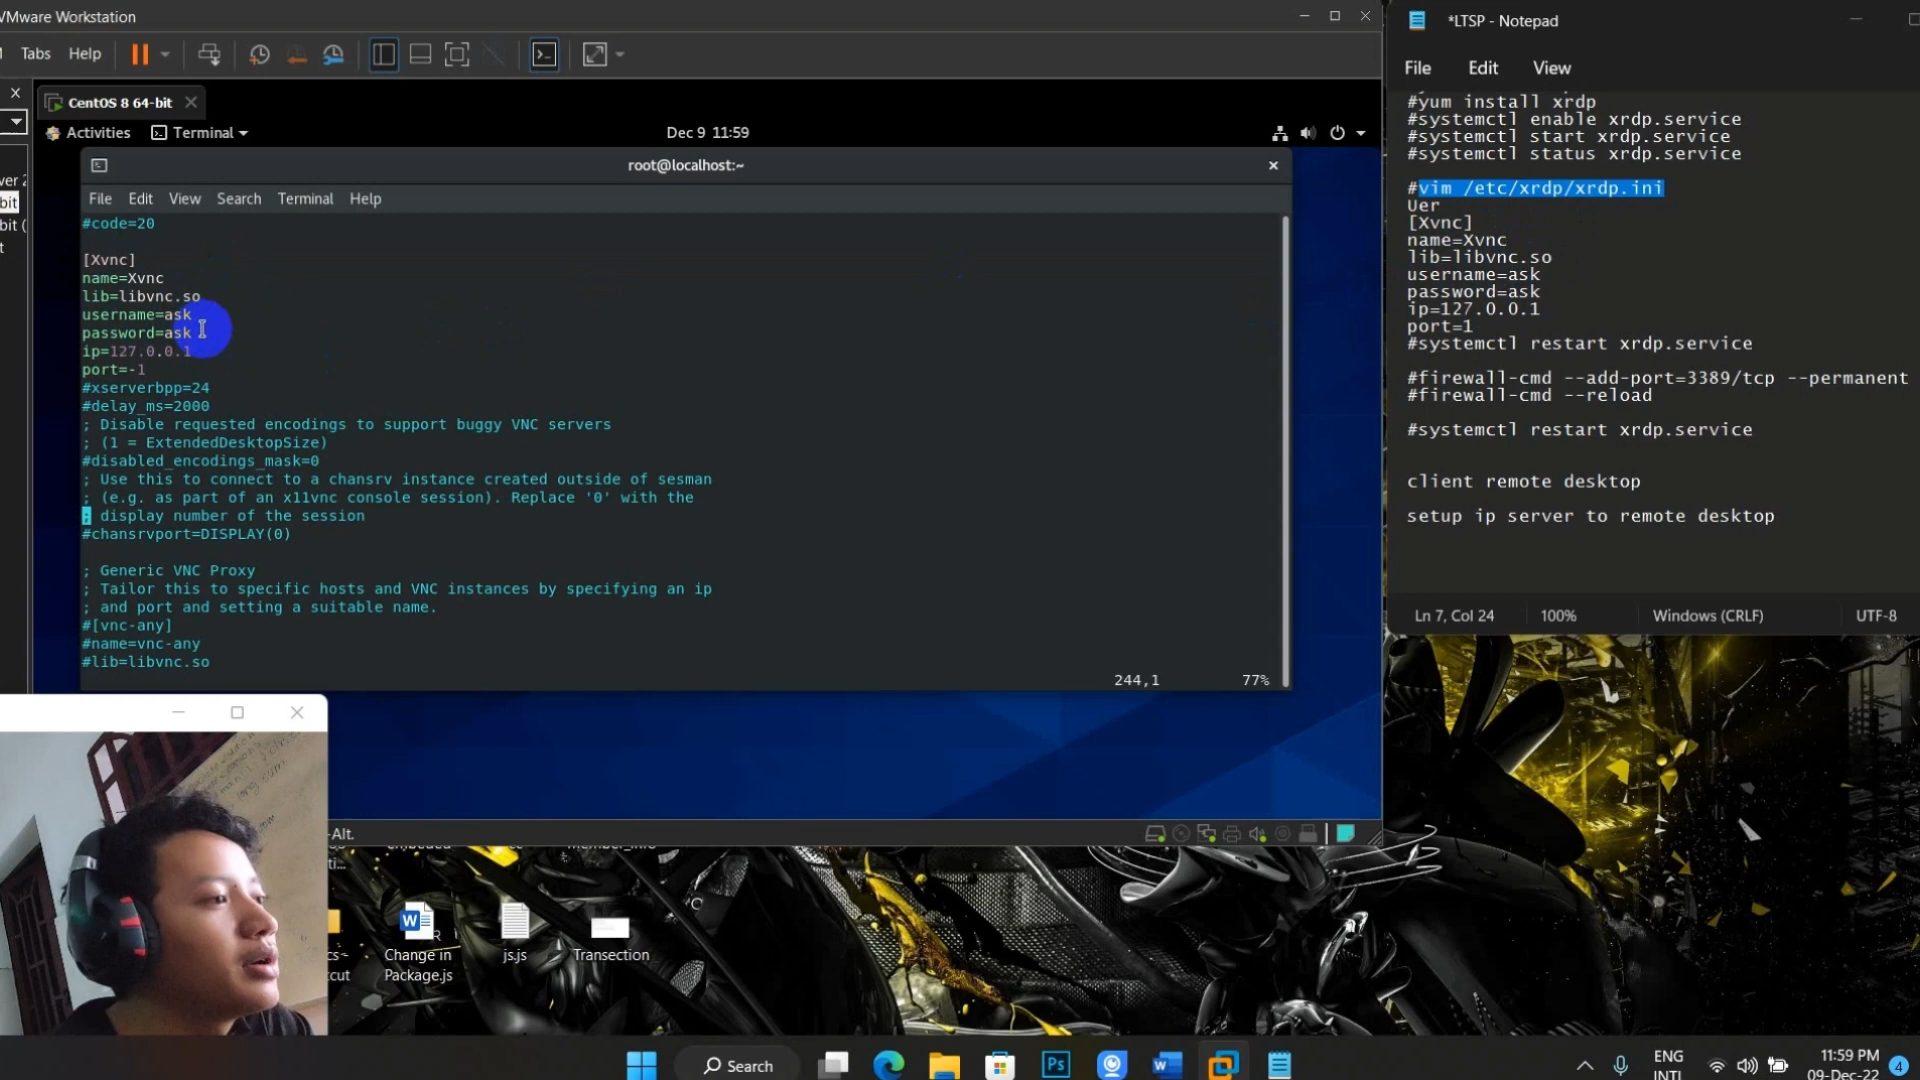 VMware Workstation
Tabs Help
CentOS 8 64-bit
Activities Terminal Dec 9 11:59
root@localhost:~
File Edit View Search Terminal Help
#code=20
[Xvnc]
name=Xvnc
lib=libvnc.so
username=ask
password=ask
ip=127.0.0.1
port=-1
#xserverbpp=24
#delay_ms=2000
; Disable requested encodings to support buggy VNC servers
; (1 = ExtendedDesktopSize)
#disabled_encodings_mask=0
; Use this to connect to a chansrv instance created outside of sesman
; (e.g. as part of an x11vnc console session). Replace '0' with the
; display number of the session
#chansrvport=DISPLAY(0)
; Generic VNC Proxy
; Tailor this to specific hosts and VNC instances by specifying an ip
; and port and setting a suitable name.
#[vnc-any]
#name=vnc-any
#lib=libvnc.so
244,1 77%
ver 2
bit
bit (
t
-Alt.
*LTSP - Notepad
File Edit View
#yum install xrdp
#systemctl enable xrdp.service
#systemctl start xrdp.service
#systemctl status xrdp.service
#vim /etc/xrdp/xrdp.ini
Uer
[Xvnc]
name=Xvnc
lib=libvnc.so
username=ask
password=ask
ip=127.0.0.1
port=1
#systemctl restart xrdp.service
#firewall-cmd --add-port=3389/tcp --permanent
#firewall-cmd --reload
#systemctl restart xrdp.service
client remote desktop
setup ip server to remote desktop
Ln 7, Col 24 100% Windows (CRLF) UTF-8
cs-
cut
Change in
Package.js
js.js
Transection
Search
Ps
ENG
INTL
11:59 PM
09-Dec-22
4